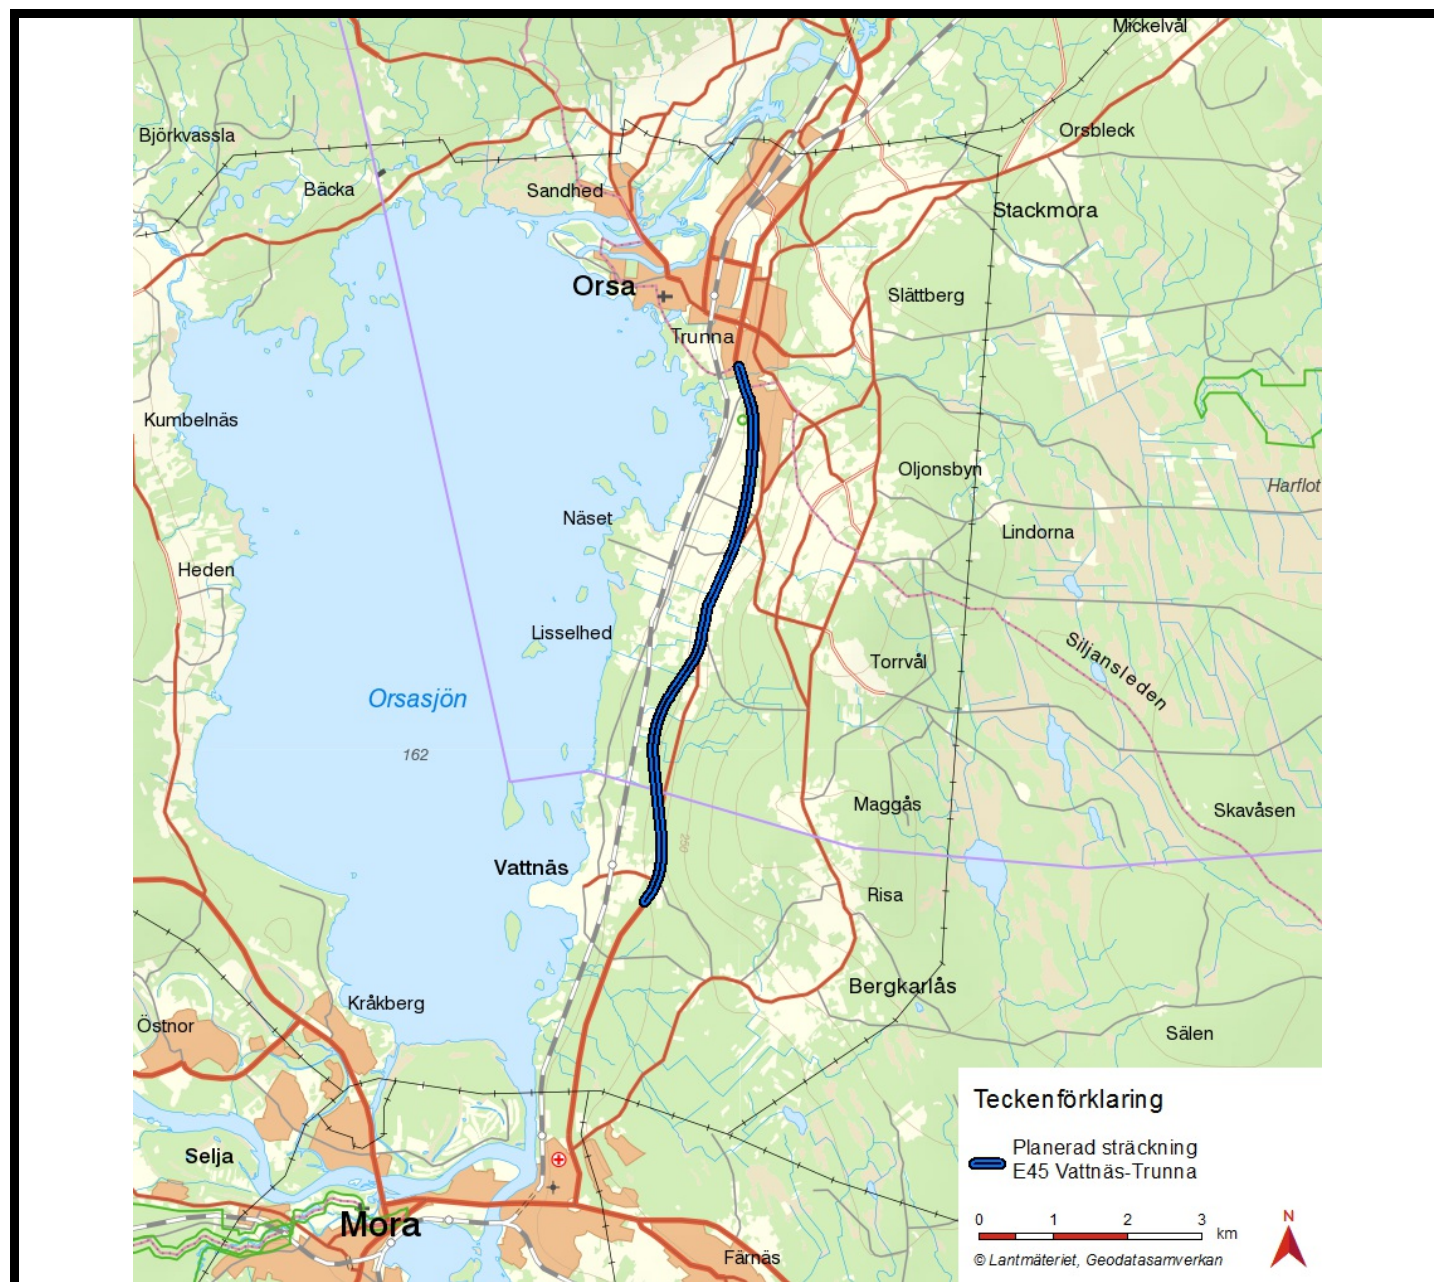 Mickelvål
Björkvassla
Orsbleck
Bäcka
Sandhed
Stackmora
Orsa
Slättberg
Trunna
Kumbelnäs
Oljonsbyn
Harflot
Näset
Lindorna
Heden
Lisselhed
Siljansleden
Torrvål
Orsasjön
162
Maggås
Skavåsen
250
Vattnäs
Risa
Bergkarlås
Kråkberg
Östnor
Sälen
Teckenförklaring
Planerad sträckning
E45 Vattnäs-Trunna
Selja
Mora
Färnäs
0 1 2 3
km
N
© Lantmäteriet, Geodatasamverkan